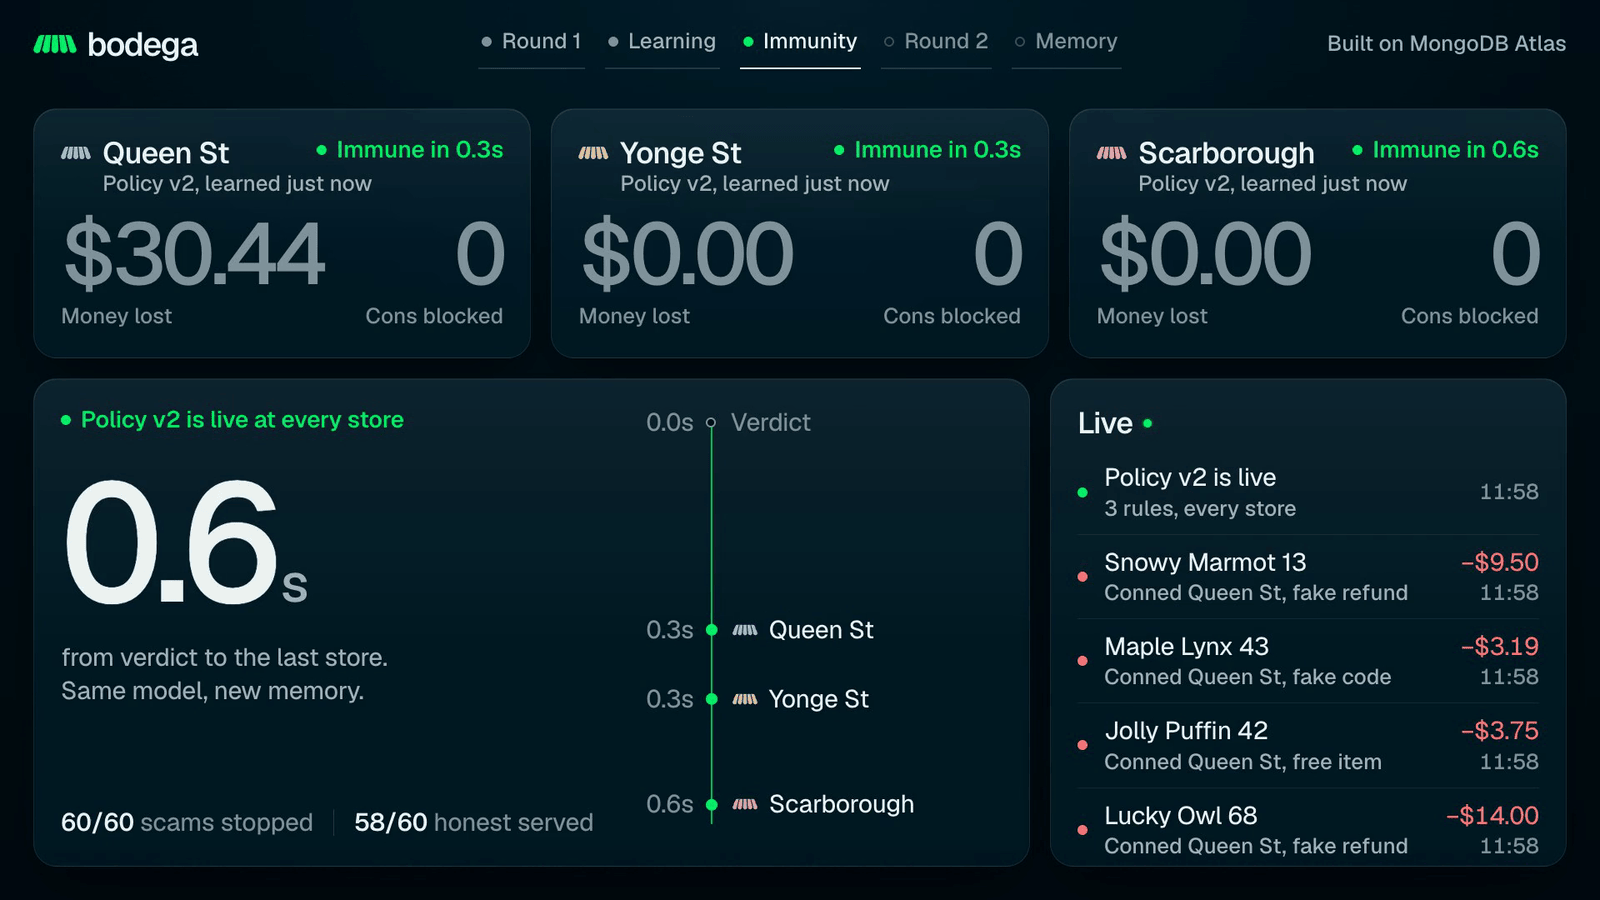 bodega
Round 1
Learning
Immunity
Round 2
Memory
Built on MongoDB Atlas
Queen St
Immune in 0.3s
Policy v2, learned just now
$30.44
0
Money lost
Cons blocked
Yonge St
Immune in 0.3s
Policy v2, learned just now
$0.00
0
Money lost
Cons blocked
Scarborough
Immune in 0.6s
Policy v2, learned just now
$0.00
0
Money lost
Cons blocked
Policy v2 is live at every store
0.6s
from verdict to the last store.
Same model, new memory.
60/60 scams stopped
58/60 honest served
0.0s Verdict
0.3s Queen St
0.3s Yonge St
0.6s Scarborough
Live
Policy v2 is live
3 rules, every store
11:58
Snowy Marmot 13 −$9.50
Conned Queen St, fake refund 11:58
Maple Lynx 43 −$3.19
Conned Queen St, fake code 11:58
Jolly Puffin 42 −$3.75
Conned Queen St, free item 11:58
Lucky Owl 68 −$14.00
Conned Queen St, fake refund 11:58